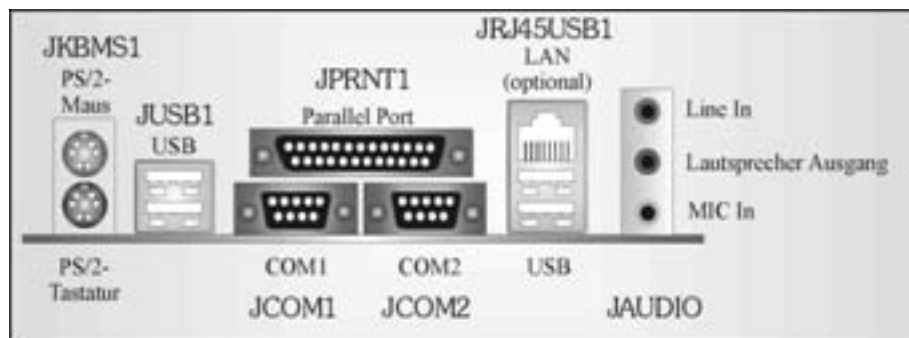 JKBMS1
PS/2-
Maus
JUSB1
USB
JPRNT1
Parallel Port
JRJ45USB1
LAN
(optional)
Line In
Lautsprecher Ausgang
MIC In
PS/2-
Tastatur
COM1
COM2
USB
JCOM1
JCOM2
JAUDIO